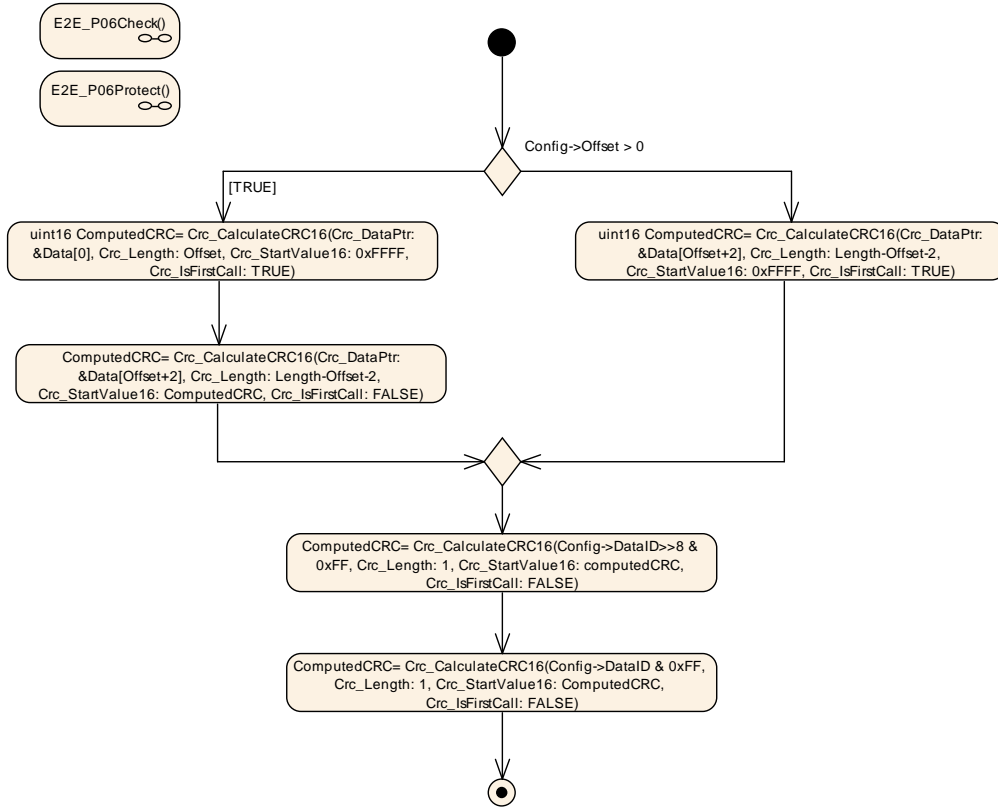 E2E_P06Check()
E2E_P06Protect()
Config->Offset > 0
[TRUE]
uint16 ComputedCRC= Crc_CalculateCRC16(Crc_DataPtr:
&Data[0], Crc_Length: Offset, Crc_StartValue16: 0xFFFF,
Crc_IsFirstCall: TRUE)
uint16 ComputedCRC= Crc_CalculateCRC16(Crc_DataPtr:
&Data[Offset+2], Crc_Length: Length-Offset-2,
Crc_StartValue16: 0xFFFF, Crc_IsFirstCall: TRUE)
ComputedCRC= Crc_CalculateCRC16(Crc_DataPtr:
&Data[Offset+2], Crc_Length: Length-Offset-2,
Crc_StartValue16: ComputedCRC, Crc_IsFirstCall: FALSE)
ComputedCRC= Crc_CalculateCRC16(Config->DataID>>8 &
0xFF, Crc_Length: 1, Crc_StartValue16: computedCRC,
Crc_IsFirstCall: FALSE)
ComputedCRC= Crc_CalculateCRC16(Config->DataID & 0xFF,
Crc_Length: 1, Crc_StartValue16: ComputedCRC,
Crc_IsFirstCall: FALSE)